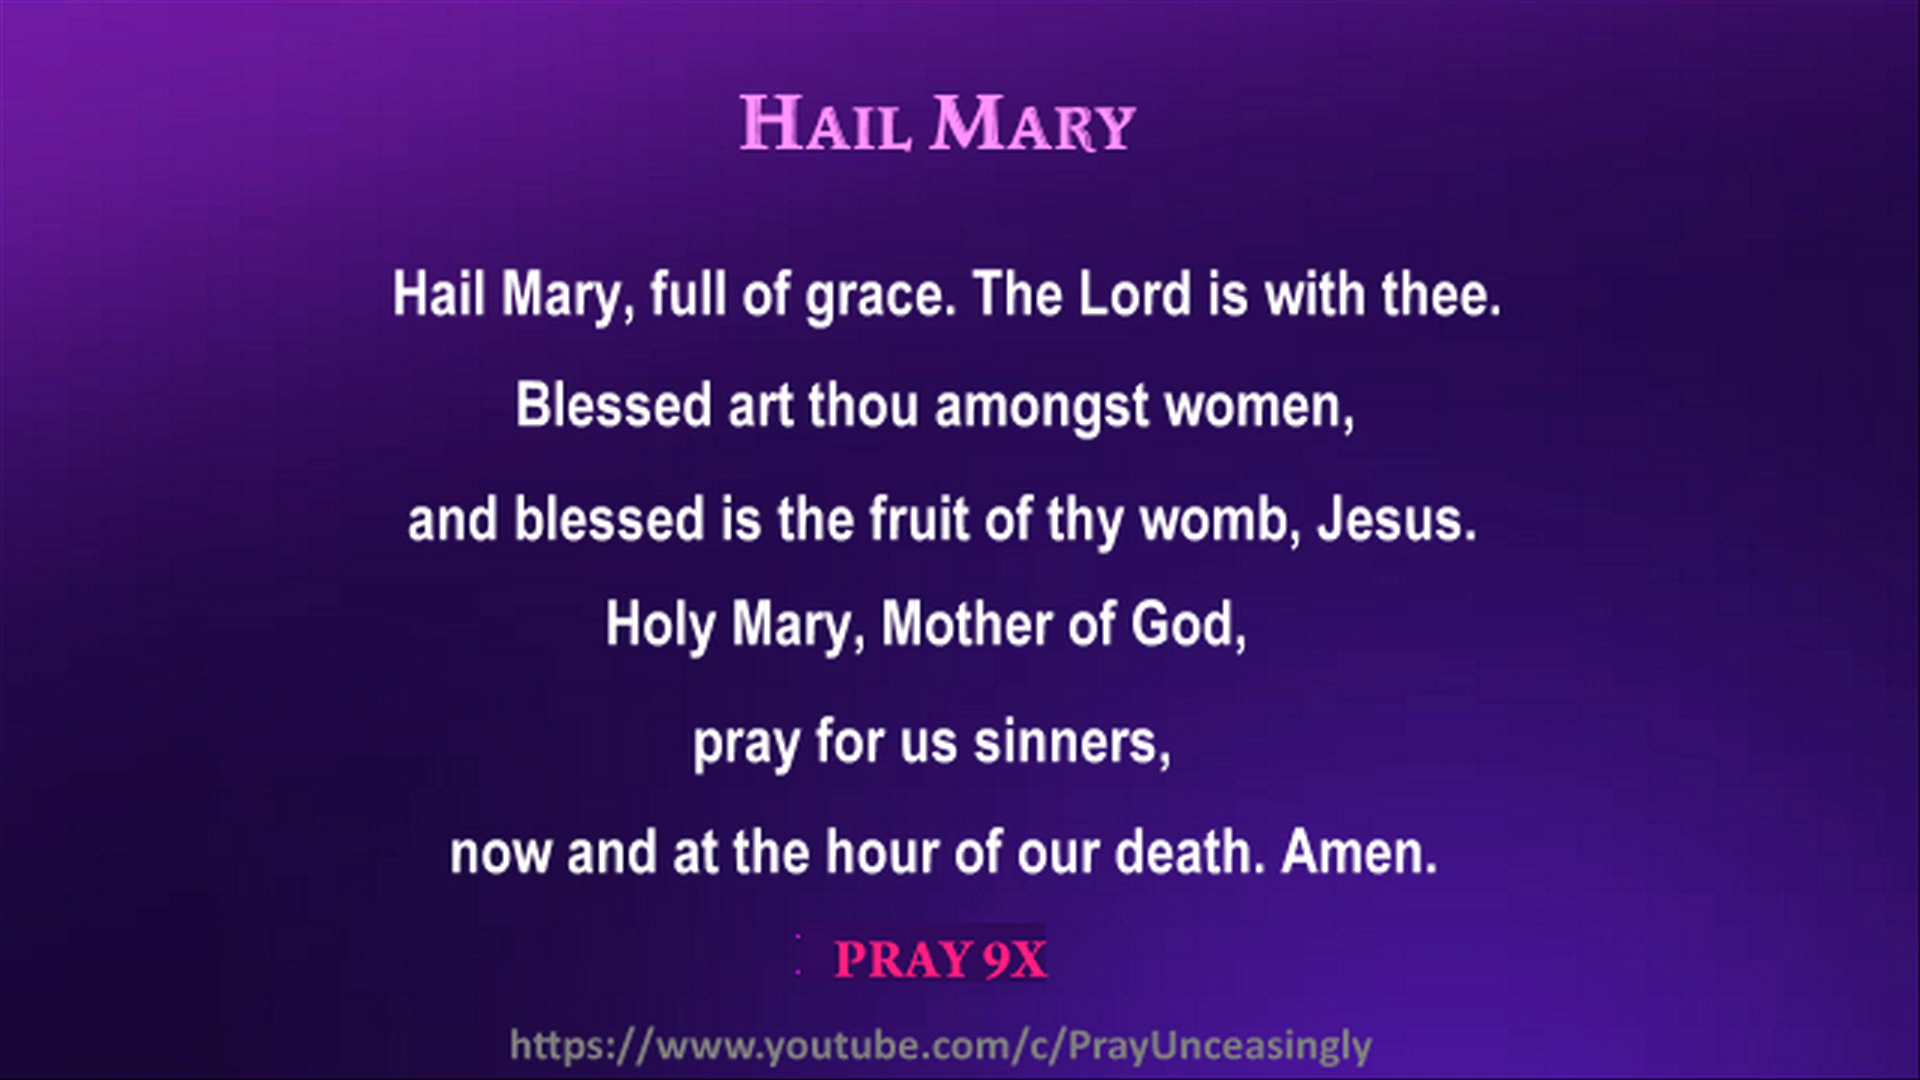 HAIL MARY
Hail Mary, full of grace. The Lord is with thee.
Blessed art thou amongst women,
and blessed is the fruit of thy womb, Jesus.
Holy Mary, Mother of God,
pray for us sinners,
now and at the hour of our death. Amen.
PRAY 9X
https://www.youtube.com/c/PrayUnceasingly